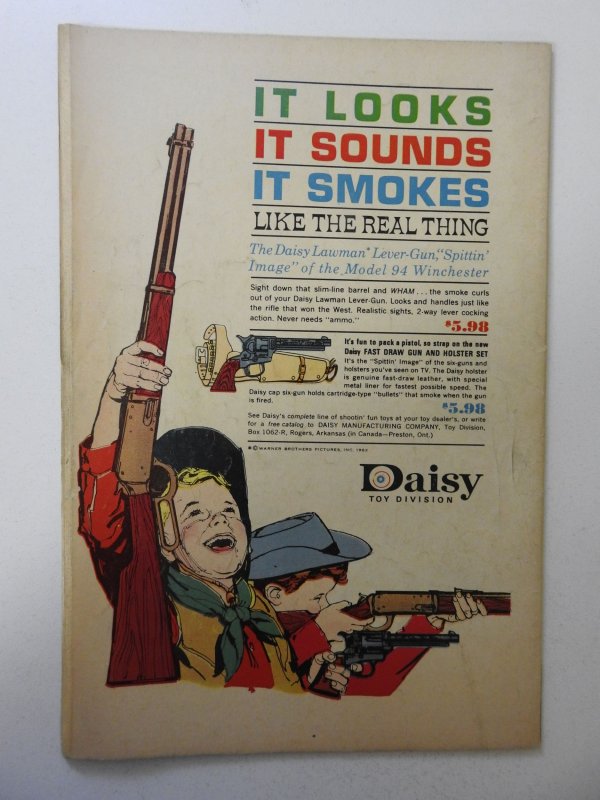 IT LOOKS
IT SOUNDS
IT SMOKES
LIKE THE REAL THING
The Daisy Lawman* Lever-Gun,"Spittin'
Image" of the Model 94 Winchester
Sight down that slim-line barrel and WHAM...the smoke curls
out of your Daisy Lawman Lever-Gun. Looks and handles just like
the rifle that won the West. Realistic sights, 2-way lever cocking
action. Never needs "ammo."
$5.98
It's fun to pack a pistol, so strap on the new
Daisy FAST DRAW GUN AND HOLSTER SET
It's the "Spittin' Image" of the six-guns and
holsters you've seen on TV. The Daisy holster
is genuine fast-draw leather, with special
metal liner for fastest possible speed. The
Daisy cap six-gun holds cartridge-type "bullets" that smoke when the gun
is fired.
$5.98
See Daisy's complete line of shootin' fun toys at your toy dealer's, or write
for a free catalog to DAISY MANUFACTURING COMPANY, Toy Division,
Box 1062-R, Rogers, Arkansas (in Canada—Preston, Ont.)
*© WARNER BROTHERS PICTURES, INC. 1962
Daisy
TOY DIVISION